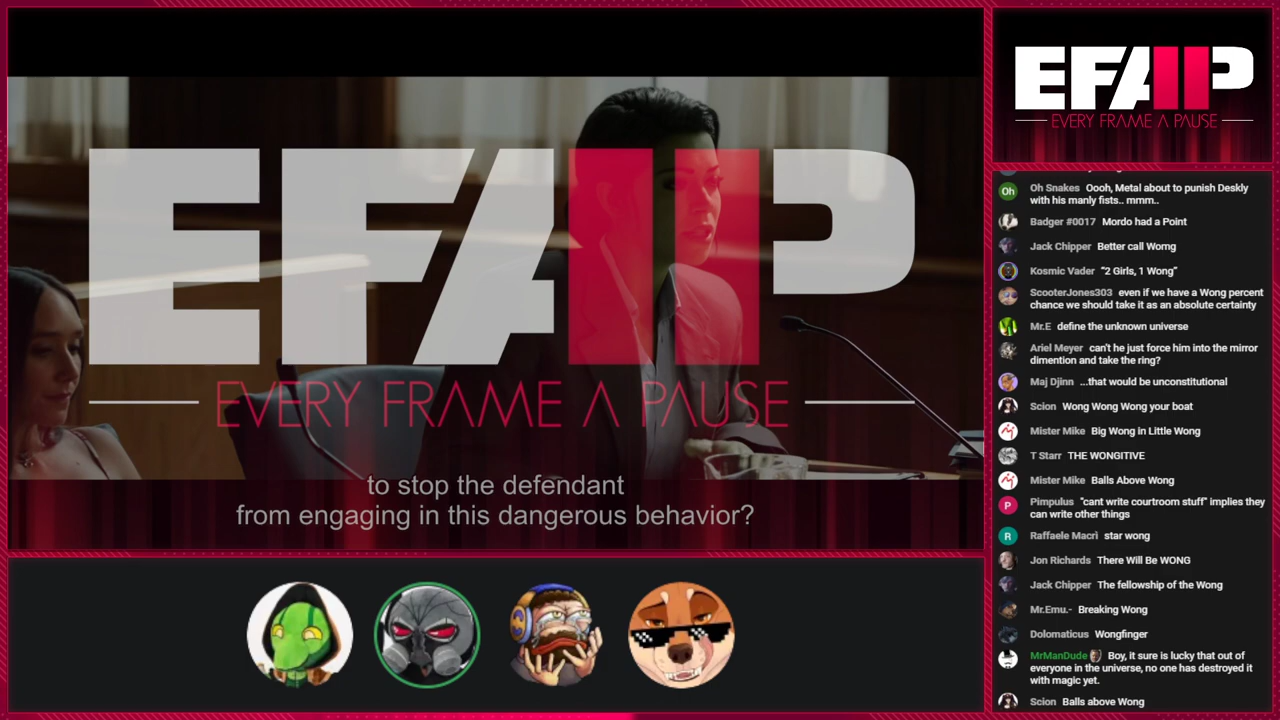 EFAP
EVERY FRAME A PAUSE
to stop the defendant
from engaging in this dangerous behavior?
EFAP
EVERY FRAME A PAUSE
Oh
Oh Snakes Oooh, Metal about to punish Deskly
with his manly fists.. mmm..
Badger #0017 Mordo had a Point
Jack Chipper Better call Womg
Kosmic Vader “2 Girls, 1 Wong”
ScooterJones303 even if we have a Wong percent
chance we should take it as an absolute certainty
Mr.E define the unknown universe
Ariel Meyer can't he just force him into the mirror
dimention and take the ring?
Maj Djinn ...that would be unconstitutional
Scion Wong Wong Wong your boat
Mister Mike Big Wong in Little Wong
T Starr THE WONGITIVE
Mister Mike Balls Above Wong
P
Pimpulus "cant write courtroom stuff" implies they
can write other things
R
Raffaele Macrì star wong
Jon Richards There Will Be WONG
Jack Chipper The fellowship of the Wong
Mr.Emu.- Breaking Wong
Dolomaticus Wongfinger
MrManDude Boy, it sure is lucky that out of
everyone in the universe, no one has destroyed it
with magic yet.
Scion Balls above Wong